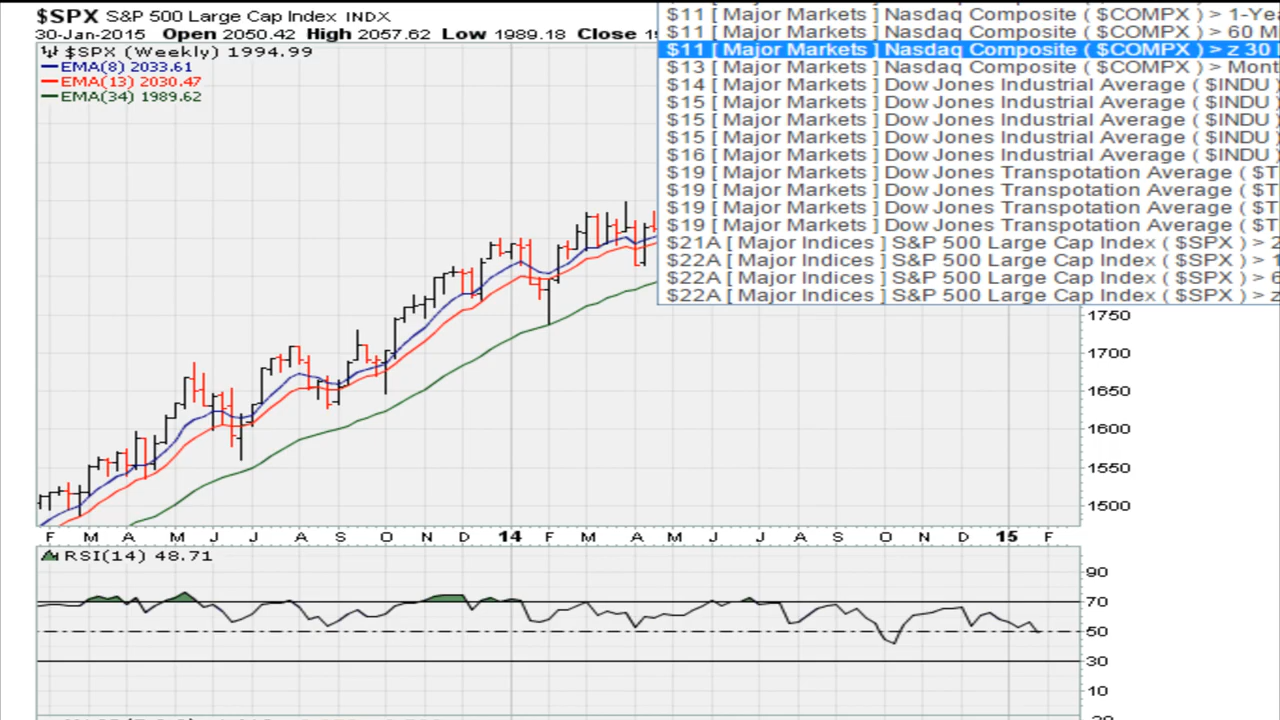 $SPX S&P 500 Large Cap Index INDX
30-Jan-2015 Open 2050.42 High 2057.62 Low 1989.18 Close
$SPX (Weekly) 1994.99
EMA(8) 2033.61
EMA(13) 2030.47
EMA(34) 1989.62
$11 [ Major Markets ] Nasdaq Composite ( $COMPX ) > 1-Ye
$11 [ Major Markets ] Nasdaq Composite ( $COMPX ) > 60 M
$11 [ Major Markets ] Nasdaq Composite ( $COMPX ) > z 30
$13 [ Major Markets ] Nasdaq Composite ( $COMPX ) > Mont
$14 [ Major Markets ] Dow Jones Industrial Average ( $INDU )
$15 [ Major Markets ] Dow Jones Industrial Average ( $INDU )
$15 [ Major Markets ] Dow Jones Industrial Average ( $INDU )
$15 [ Major Markets ] Dow Jones Industrial Average ( $INDU )
$16 [ Major Markets ] Dow Jones Industrial Average ( $INDU )
$19 [ Major Markets ] Dow Jones Transpotation Average ( $T
$19 [ Major Markets ] Dow Jones Transpotation Average ( $T
$19 [ Major Markets ] Dow Jones Transpotation Average ( $T
$19 [ Major Markets ] Dow Jones Transpotation Average ( $T
$21A [ Major Indices ] S&P 500 Large Cap Index ( $SPX ) > 2
$22A [ Major Indices ] S&P 500 Large Cap Index ( $SPX ) > 1
$22A [ Major Indices ] S&P 500 Large Cap Index ( $SPX ) > 6
$22A [ Major Indices ] S&P 500 Large Cap Index ( $SPX ) > z
1750
1700
1650
1600
1550
1500
F M A M J J A S O N D 14 F M A M J J A S O N D 15 F
RSI(14) 48.71
90
70
50
30
10